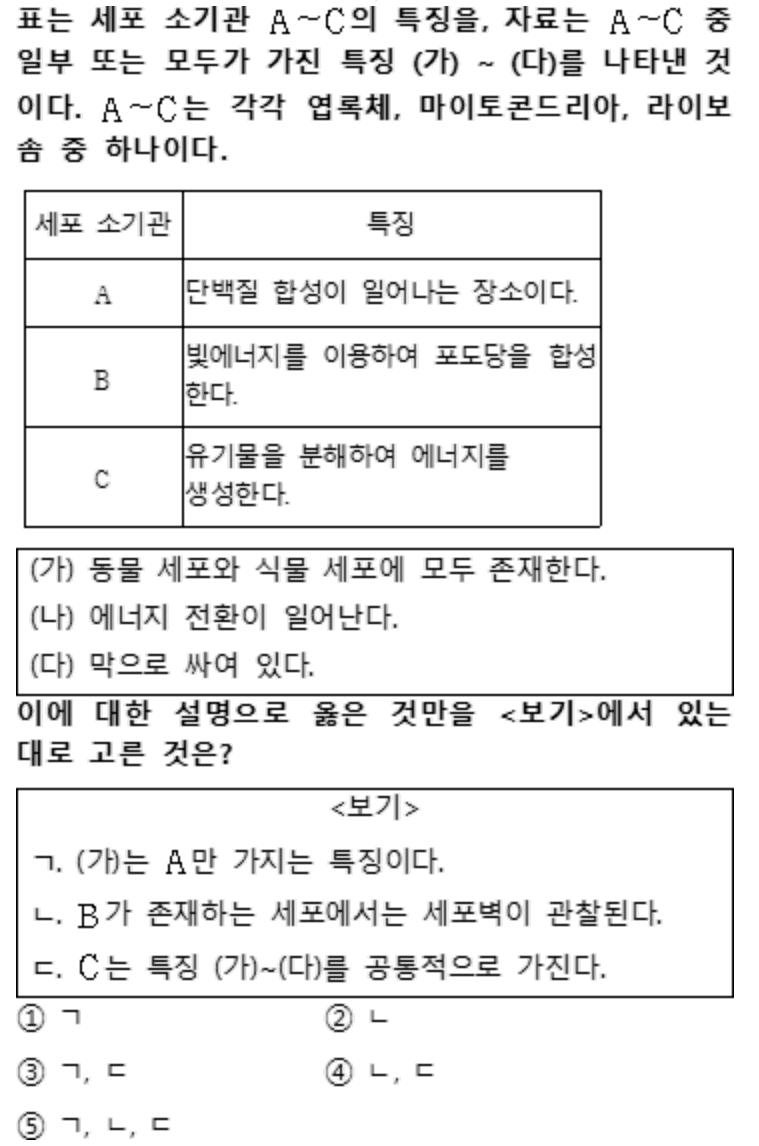 표는 세포 소기관 A~C의 특징을, 자료는 A~C 중
일부 또는 모두가 가진 특징 (가) ~ (다)를 나타낸 것
이다. A~C는 각각 엽록체, 마이토콘드리아, 라이보
솜 중 하나이다.
세포 소기관 특징
A 단백질 합성이 일어나는 장소이다.
B 빛에너지를 이용하여 포도당을 합성
한다.
C 유기물을 분해하여 에너지를
생성한다.
(가) 동물 세포와 식물 세포에 모두 존재한다.
(나) 에너지 전환이 일어난다.
(다) 막으로 싸여 있다.
이에 대한 설명으로 옳은 것만을 <보기>에서 있는
대로 고른 것은?
<보기>
ㄱ. (가)는 A만 가지는 특징이다.
ㄴ. B가 존재하는 세포에서는 세포벽이 관찰된다.
ㄷ. C는 특징 (가)~(다)를 공통적으로 가진다.
① ㄱ ② ㄴ
③ ㄱ, ㄷ ④ ㄴ, ㄷ
⑤ ㄱ, ㄴ, ㄷ